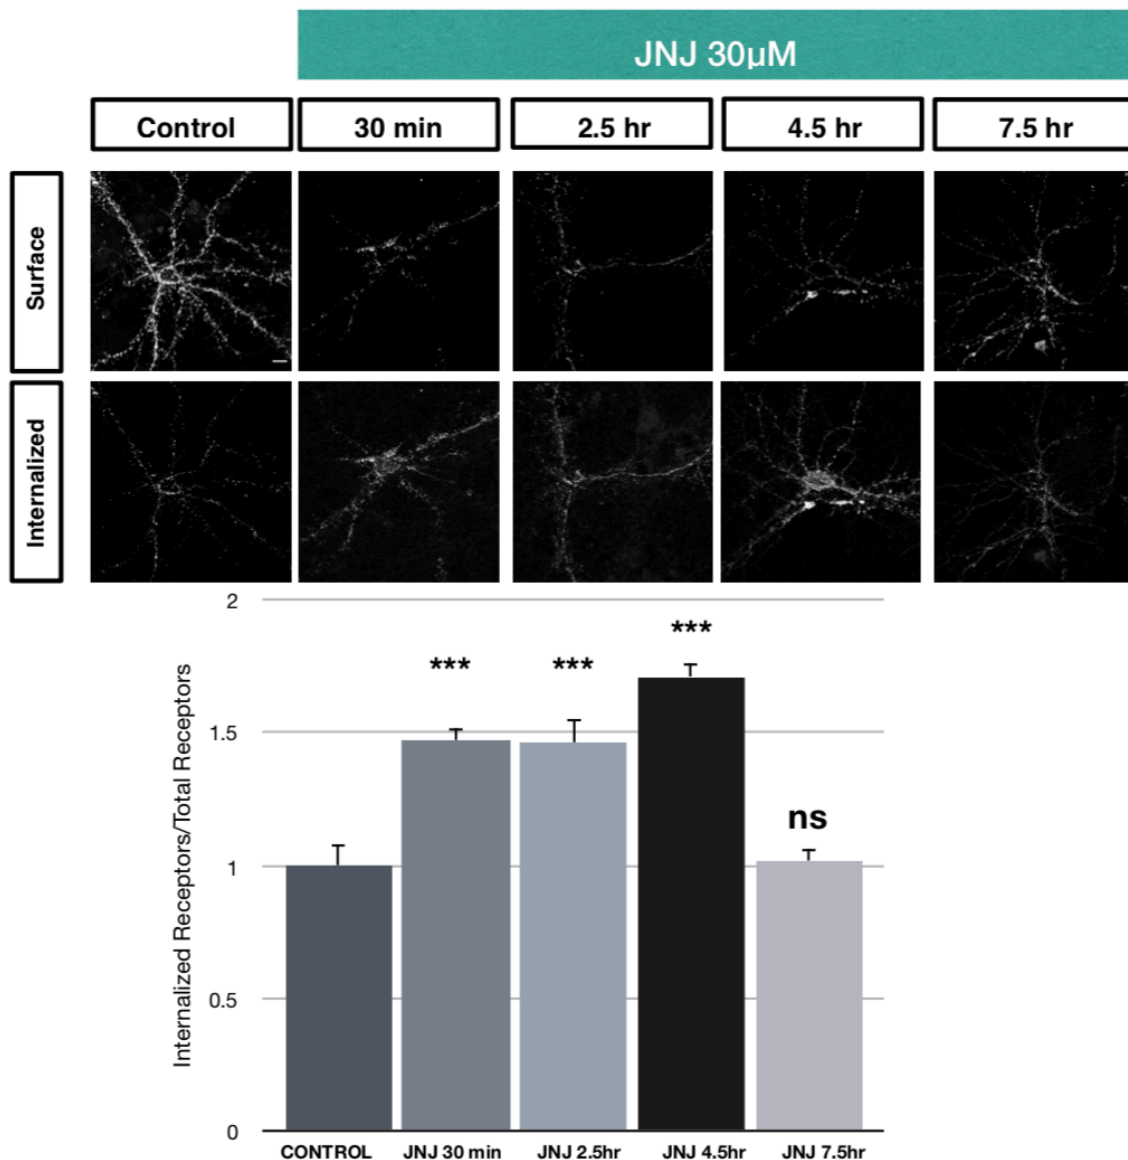 JNJ 30µM
Control
30 min
2.5 hr
4.5 hr
7.5 hr
Surface
Internalized
Internalized Receptors/Total Receptors
2
1.5
1
0.5
0
***
***
***
ns
CONTROL
JNJ 30 min
JNJ 2.5hr
JNJ 4.5hr
JNJ 7.5hr